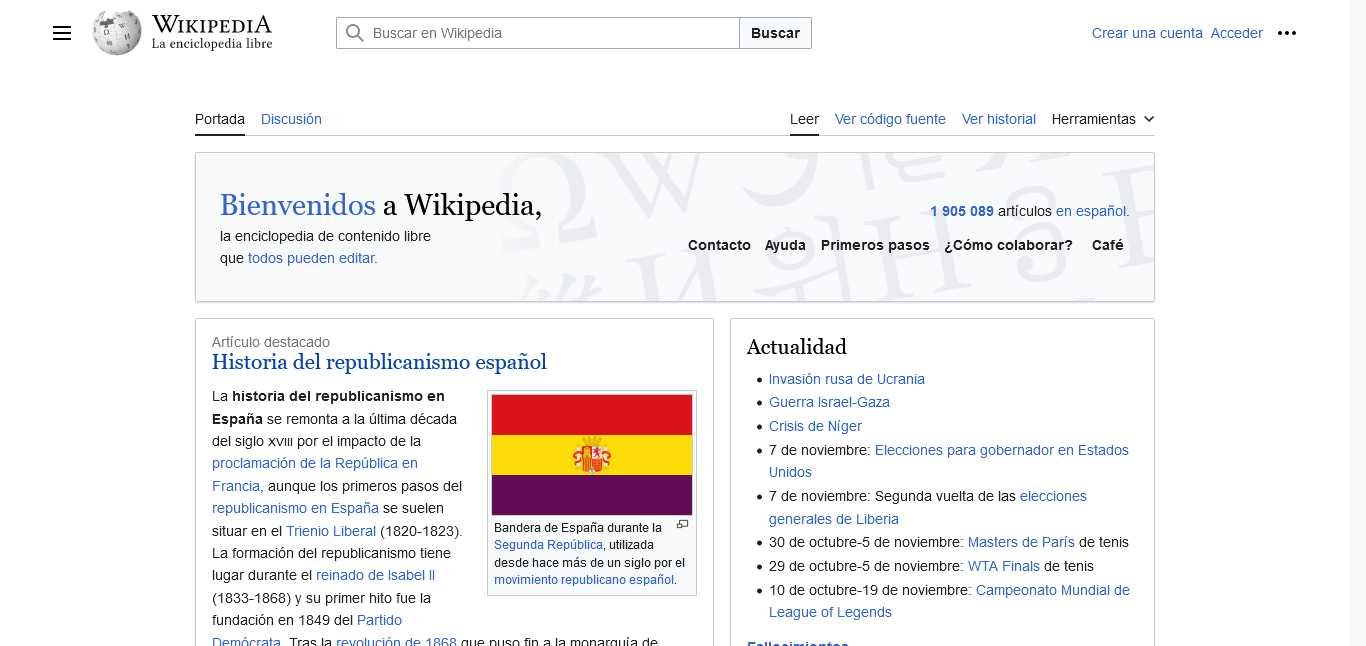 WIKIPEDIA
La enciclopedia libre
Buscar en Wikipedia
Buscar
Crear una cuenta Acceder
Portada Discusión
Leer Ver código fuente Ver historial Herramientas
Bienvenidos a Wikipedia,
la enciclopedia de contenido libre
que todos pueden editar.
1 905 089 artículos en español.
Contacto Ayuda Primeros pasos ¿Cómo colaborar? Café
Artículo destacado
Historia del republicanismo español
La historia del republicanismo en
España se remonta a la última década
del siglo XVIII por el impacto de la
proclamación de la República en
Francia, aunque los primeros pasos del
republicanismo en España se suelen
situar en el Trienio Liberal (1820-1823).
La formación del republicanismo tiene
lugar durante el reinado de Isabel II
(1833-1868) y su primer hito fue la
fundación en 1849 del Partido
Demócrata. Tras la revolución de 1868 que puso fin a la monarquía de
Bandera de España durante la
Segunda República, utilizada
desde hace más de un siglo por el
movimiento republicano español.
Actualidad
Invasión rusa de Ucrania
Guerra Israel-Gaza
Crisis de Níger
7 de noviembre: Elecciones para gobernador en Estados
Unidos
7 de noviembre: Segunda vuelta de las elecciones
generales de Liberia
30 de octubre-5 de noviembre: Masters de París de tenis
29 de octubre-5 de noviembre: WTA Finals de tenis
10 de octubre-19 de noviembre: Campeonato Mundial de
League of Legends
Fallecimientos